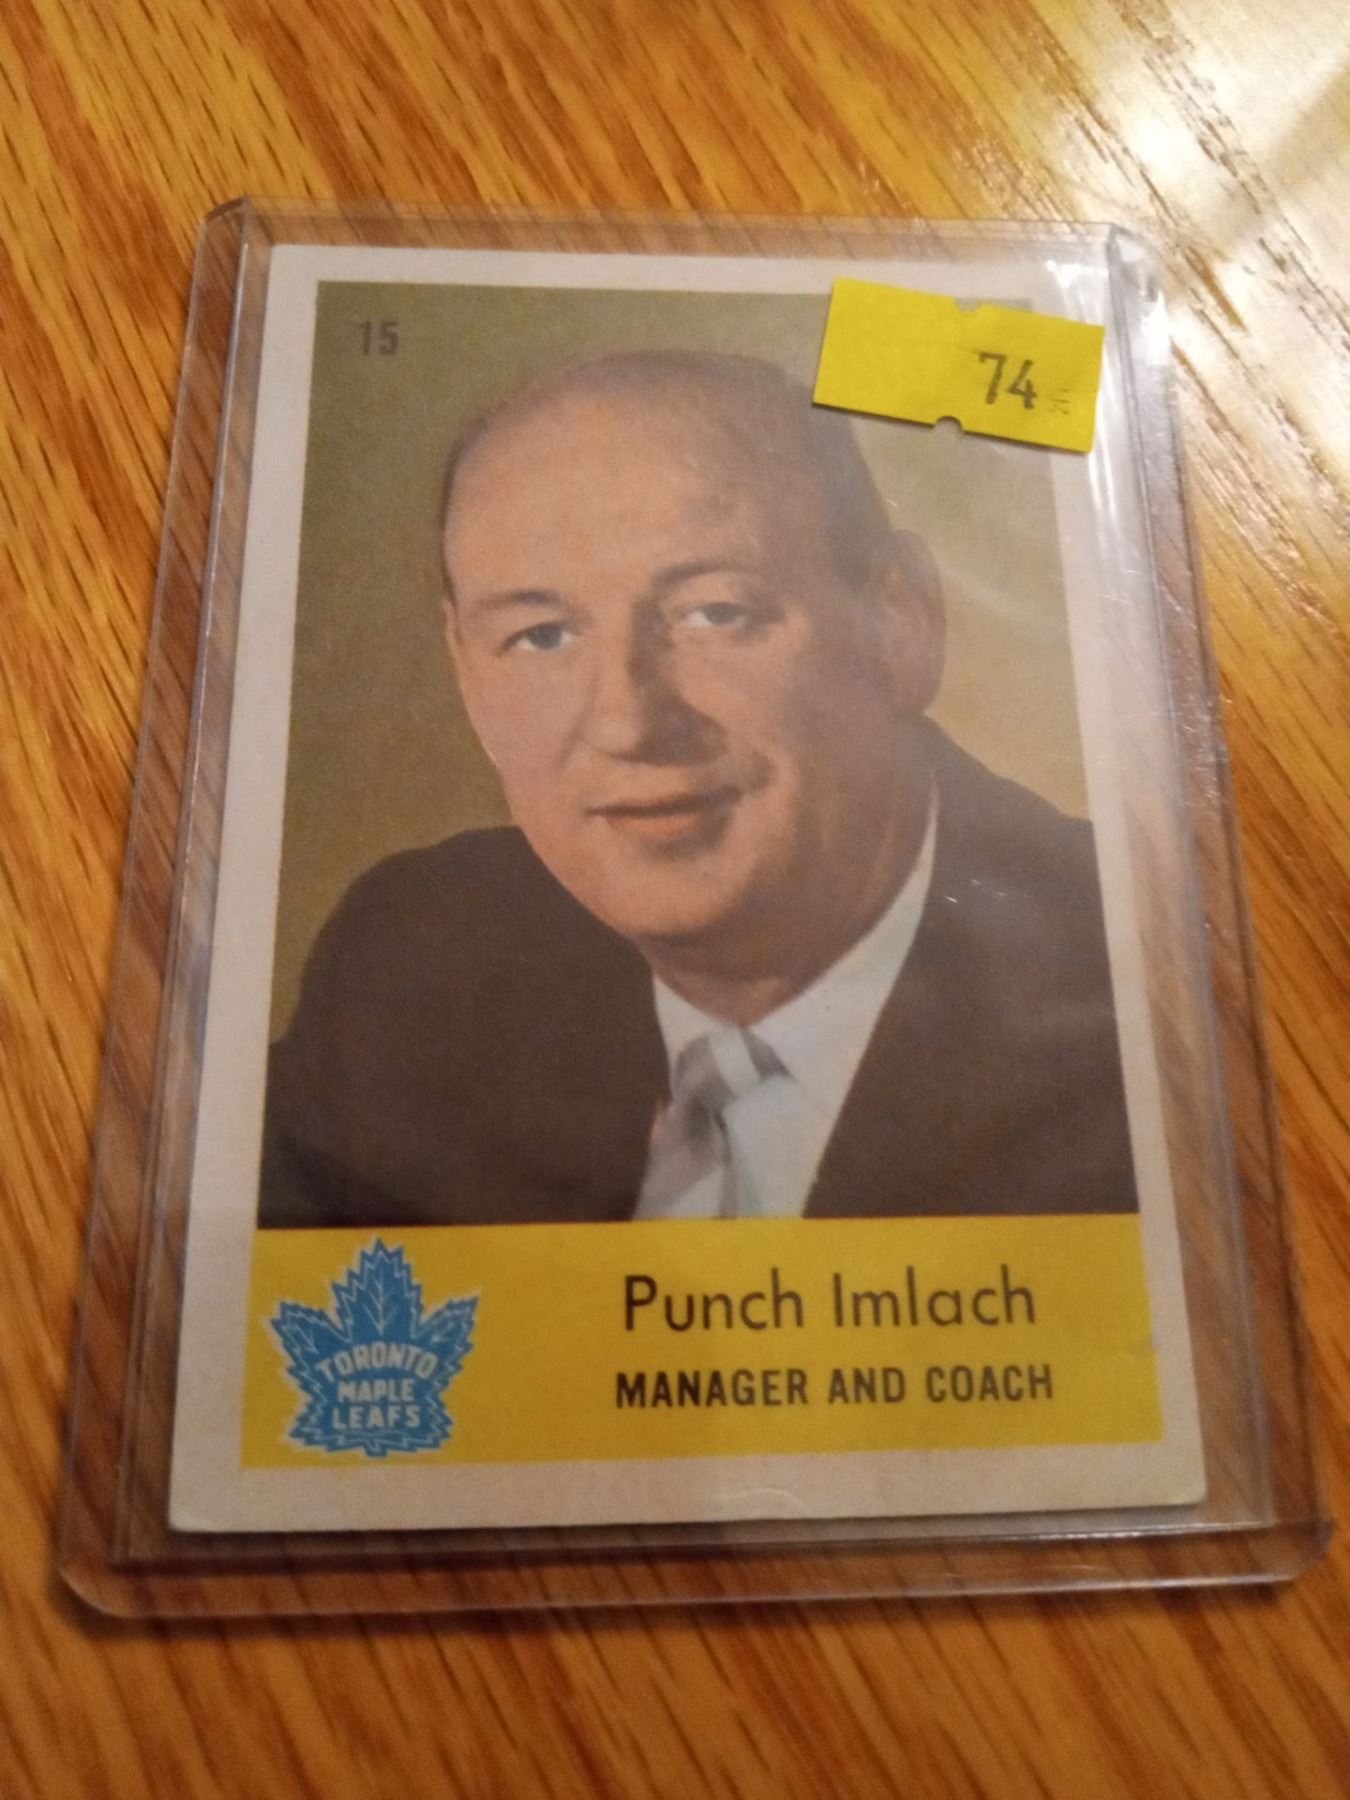 15
74
Punch Imlach
MANAGER AND COACH
TORONTO
MAPLE
LEAFS